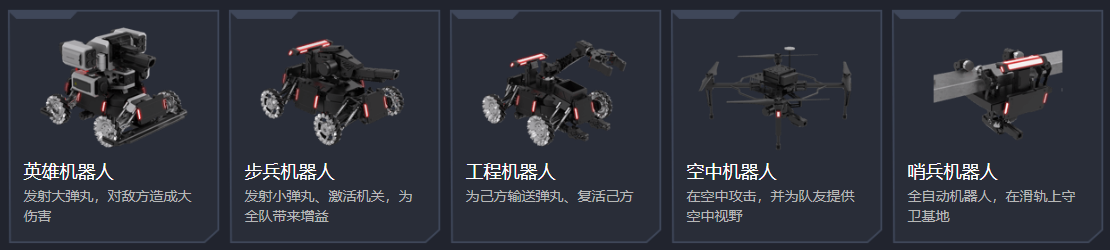 英雄机器人
发射大弹丸，对敌方造成大
伤害
步兵机器人
发射小弹丸、激活机关，为
全队带来增益
工程机器人
为己方输送弹丸、复活己方
空中机器人
在空中攻击，并为队友提供
空中视野
哨兵机器人
全自动机器人，在滑轨上守
卫基地